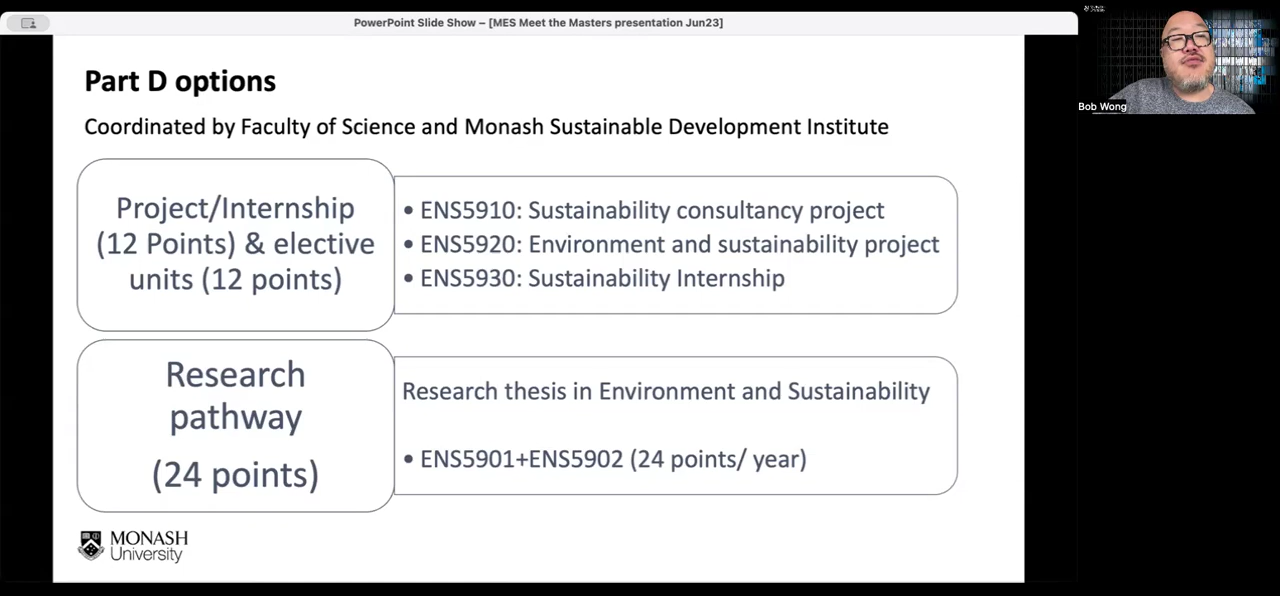 PowerPoint Slide Show – [MES Meet the Masters presentation Jun23]
Part D options
Coordinated by Faculty of Science and Monash Sustainable Development Institute
Project/Internship
(12 Points) & elective
units (12 points)
• ENS5910: Sustainability consultancy project
• ENS5920: Environment and sustainability project
• ENS5930: Sustainability Internship
Research
pathway
(24 points)
Research thesis in Environment and Sustainability
• ENS5901+ENS5902 (24 points/ year)
MONASH
University
Bob Wong